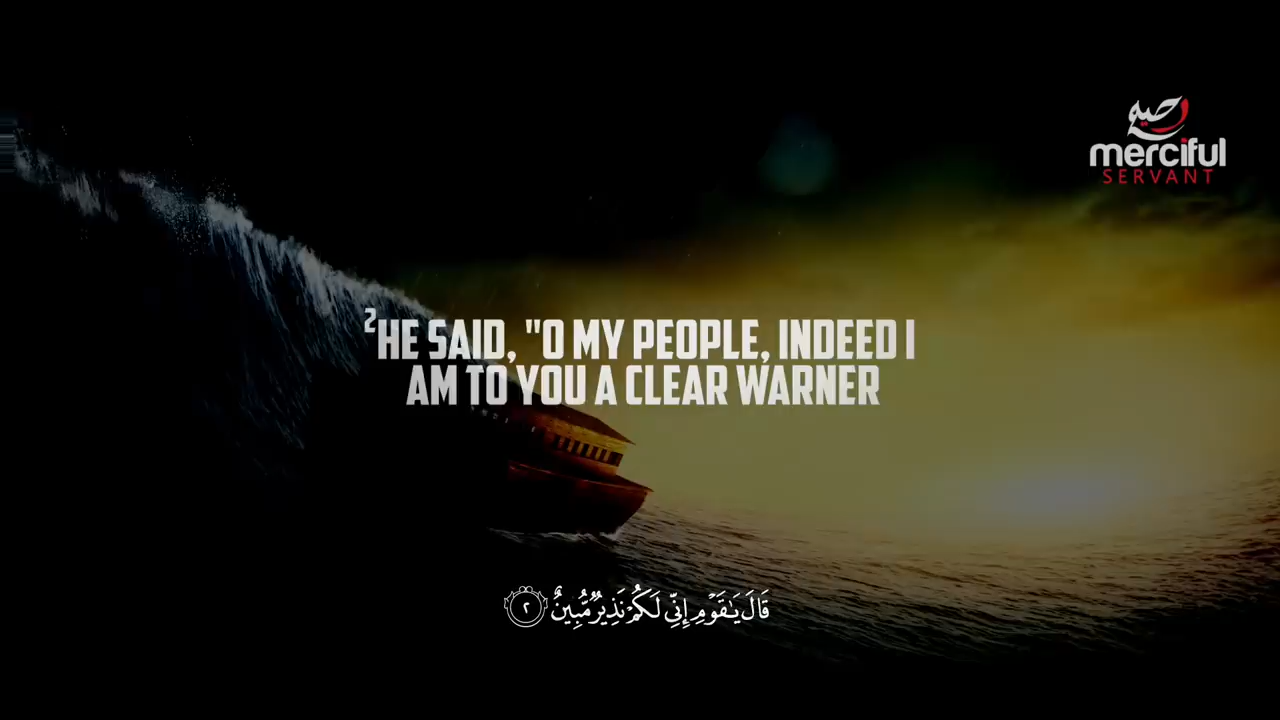 رحيم
merciful
SERVANT
2HE SAID, "O MY PEOPLE, INDEED I
AM TO YOU A CLEAR WARNER
قَالَ يَٰقَوْمِ إِنِّى لَكُمْ نَذِيرٌ مُّبِينٌ ٢